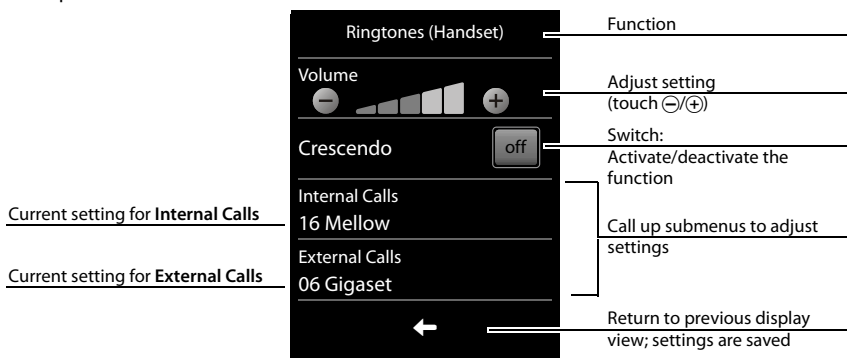 Ringtones (Handset)
Function
Volume
Adjust setting
(touch −/+)
Crescendo
off
Switch:
Activate/deactivate the
function
Internal Calls
16 Mellow
Current setting for Internal Calls
Call up submenus to adjust
settings
External Calls
06 Gigaset
Current setting for External Calls
Return to previous display
view; settings are saved